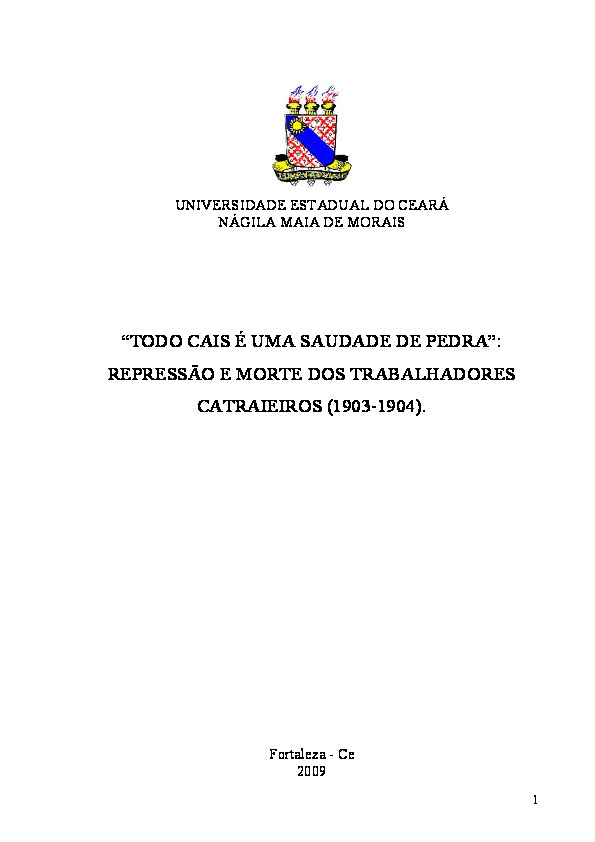 UNIVERSIDADE ESTADUAL DO CEARÁ
NÁGILA MAIA DE MORAIS
“TODO CAIS É UMA SAUDADE DE PEDRA”:
REPRESSÃO E MORTE DOS TRABALHADORES
CATRAIEIROS (1903-1904).
Fortaleza - Ce
2009
1